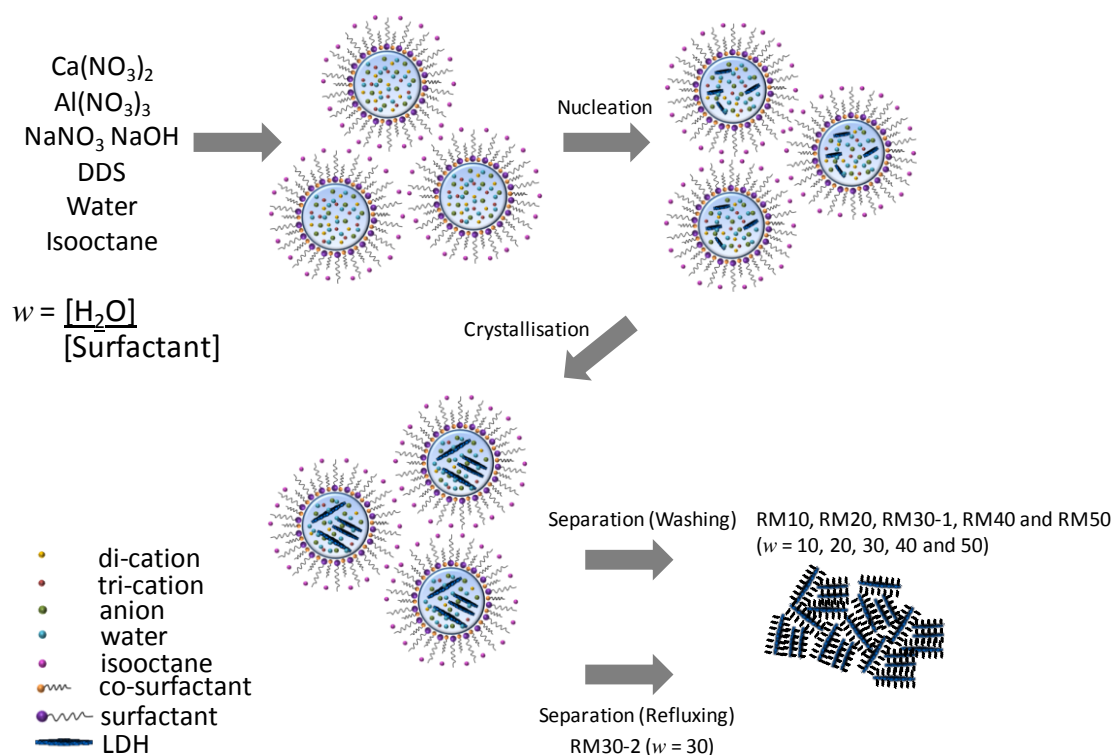 Ca(NO₃)₂
Al(NO₃)₃
NaNO₃ NaOH
DDS
Water
Isooctane
w = [H₂O]
[Surfactant]
Nucleation
Crystallisation
di-cation
tri-cation
anion
water
isooctane
co-surfactant
surfactant
LDH
Separation (Washing)
RM10, RM20, RM30-1, RM40 and RM50
(w = 10, 20, 30, 40 and 50)
Separation (Refluxing)
RM30-2 (w = 30)